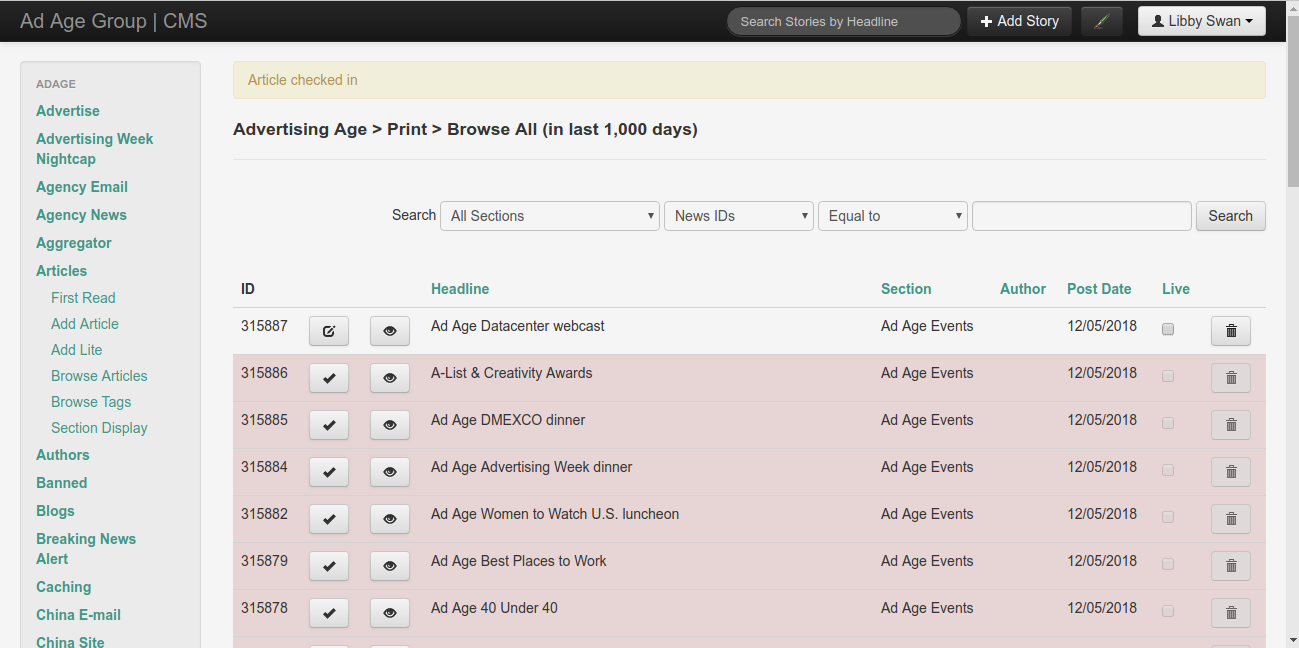 Ad Age Group | CMS
Search Stories by Headline
Add Story
Libby Swan
ADAGE
Advertise
Advertising Week
Nightcap
Agency Email
Agency News
Aggregator
Articles
First Read
Add Article
Add Lite
Browse Articles
Browse Tags
Section Display
Authors
Banned
Blogs
Breaking News
Alert
Caching
China E-mail
China Site
Article checked in
Advertising Age > Print > Browse All (in last 1,000 days)
Search All Sections News IDs Equal to Search
ID Headline Section Author Post Date Live
315887 Ad Age Datacenter webcast Ad Age Events 12/05/2018
315886 A-List & Creativity Awards Ad Age Events 12/05/2018
315885 Ad Age DMEXCO dinner Ad Age Events 12/05/2018
315884 Ad Age Advertising Week dinner Ad Age Events 12/05/2018
315882 Ad Age Women to Watch U.S. luncheon Ad Age Events 12/05/2018
315879 Ad Age Best Places to Work Ad Age Events 12/05/2018
315878 Ad Age 40 Under 40 Ad Age Events 12/05/2018